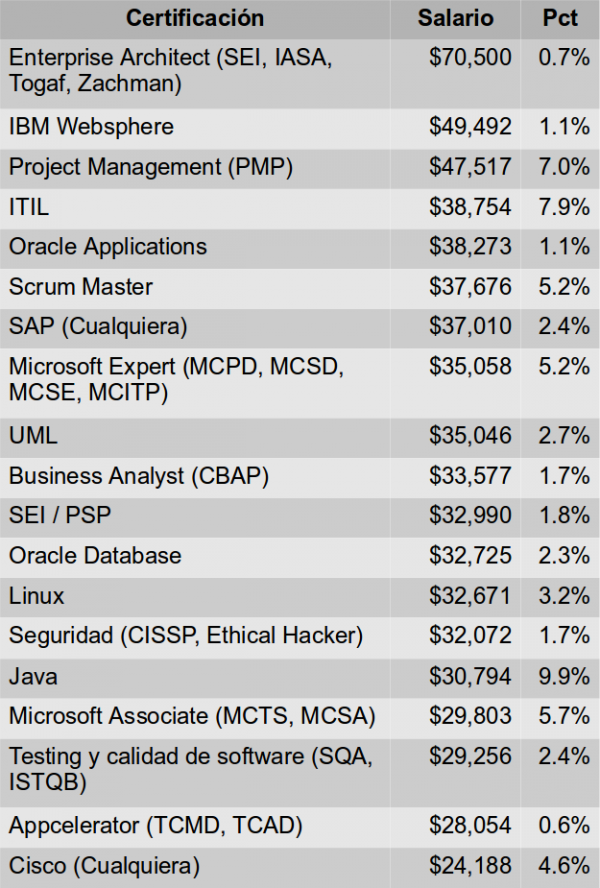 Certificación Salario Pct
Enterprise Architect (SEI, IASA, $70,500 0.7%
Togaf, Zachman)
IBM Websphere $49,492 1.1%
Project Management (PMP) $47,517 7.0%
ITIL $38,754 7.9%
Oracle Applications $38,273 1.1%
Scrum Master $37,676 5.2%
SAP (Cualquiera) $37,010 2.4%
Microsoft Expert (MCPD, MCSD, $35,058 5.2%
MCSE, MCITP)
UML $35,046 2.7%
Business Analyst (CBAP) $33,577 1.7%
SEI / PSP $32,990 1.8%
Oracle Database $32,725 2.3%
Linux $32,671 3.2%
Seguridad (CISSP, Ethical Hacker) $32,072 1.7%
Java $30,794 9.9%
Microsoft Associate (MCTS, MCSA) $29,803 5.7%
Testing y calidad de software (SQA, $29,256 2.4%
ISTQB)
Appcelerator (TCMD, TCAD) $28,054 0.6%
Cisco (Cualquiera) $24,188 4.6%